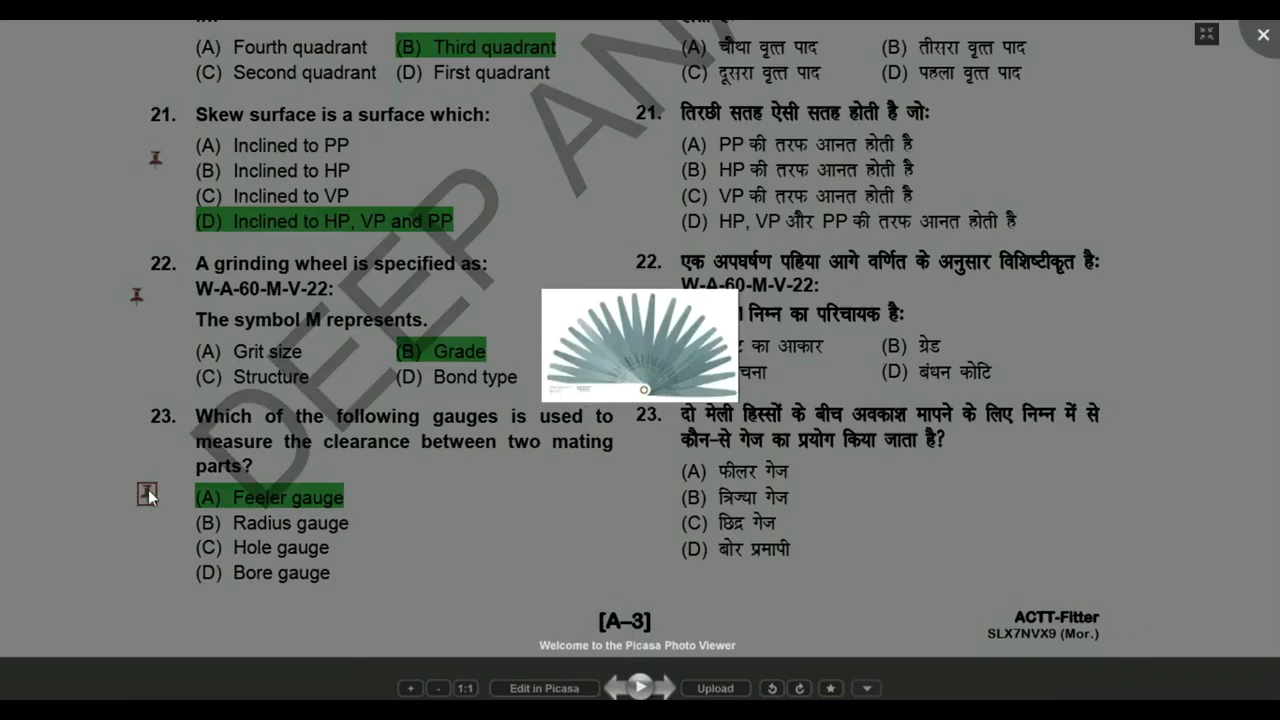 (A) Fourth quadrant (B) Third quadrant
(C) Second quadrant (D) First quadrant
21. Skew surface is a surface which:
(A) Inclined to PP
(B) Inclined to HP
(C) Inclined to VP
(D) Inclined to HP, VP and PP
22. A grinding wheel is specified as:
W-A-60-M-V-22:
The symbol M represents.
(A) Grit size (B) Grade
(C) Structure (D) Bond type
23. Which of the following gauges is used to
measure the clearance between two mating
parts?
(A) Feeler gauge
(B) Radius gauge
(C) Hole gauge
(D) Bore gauge
(A) चौथा वृत्त पाद (B) तीसरा वृत्त पाद
(C) दूसरा वृत्त पाद (D) पहला वृत्त पाद
21. तिरछी सतह ऐसी सतह होती है जोः
(A) PP की तरफ आनत होती है
(B) HP की तरफ आनत होती है
(C) VP की तरफ आनत होती है
(D) HP, VP और PP की तरफ आनत होती है
22. एक अपघर्षण पहिया आगे वर्णित के अनुसार विशिष्टीकृत हैः
W-A-60-M-V-22:
निम्न का परिचायक हैः
का आकार (B) ग्रेड
(D) बंधन कोटि
23. दो मेली हिस्सों के बीच अवकाश मापने के लिए निम्न में से
कौन-से गेज का प्रयोग किया जाता है?
(A) फीलर गेज
(B) त्रिज्या गेज
(C) छिद्र गेज
(D) बोर प्रमापी
[A–3]
ACTT-Fitter
SLX7NVX9 (Mor.)
DEEP AN
Welcome to the Picasa Photo Viewer
+ - 1:1 Edit in Picasa Upload